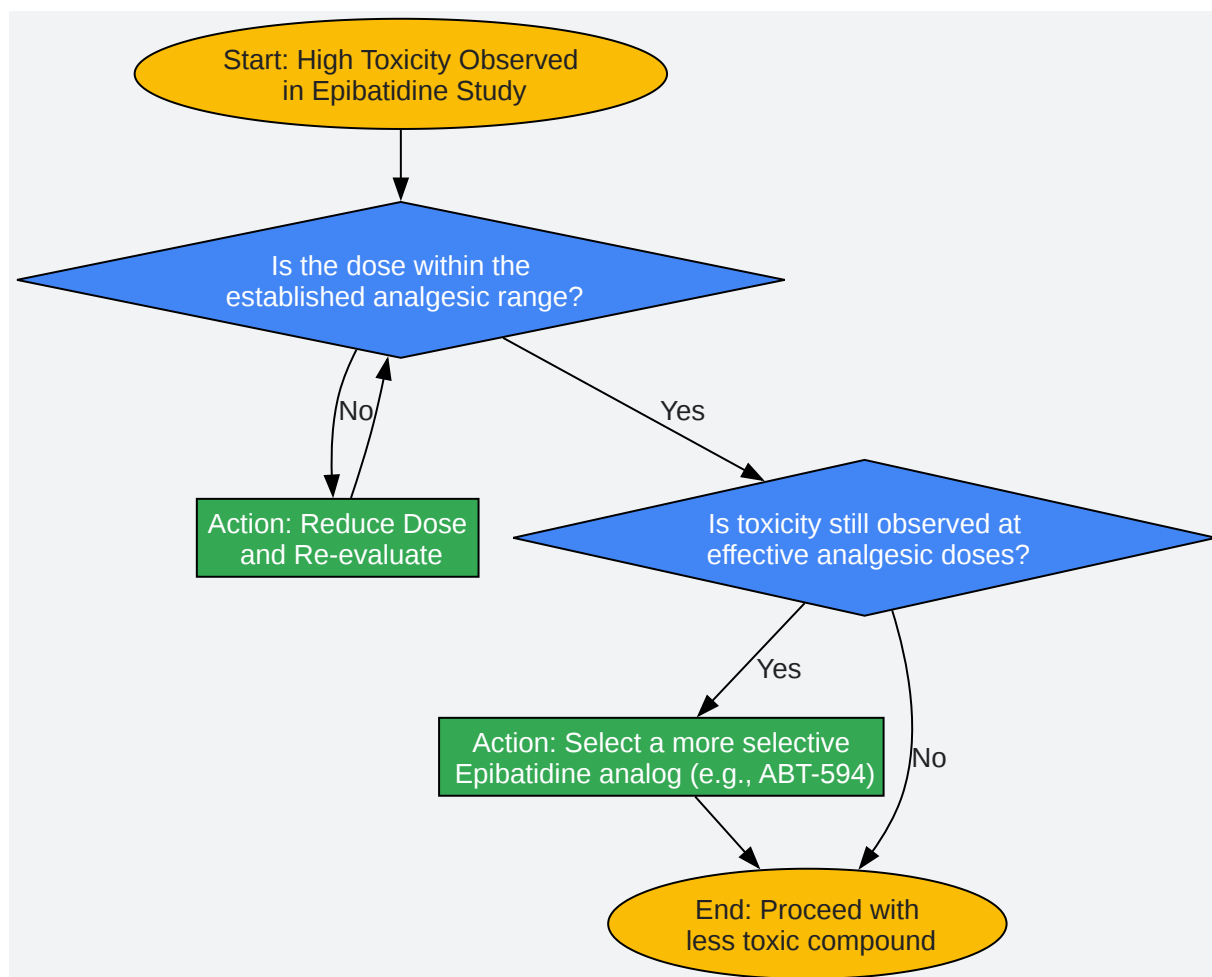 Start: High Toxicity Observed
in Epibatidine Study
Is the dose within the
established analgesic range?
No
Yes
Action: Reduce Dose
and Re-evaluate
Is toxicity still observed at
effective analgesic doses?
Yes
Action: Select a more selective
Epibatidine analog (e.g., ABT-594)
No
End: Proceed with
less toxic compound